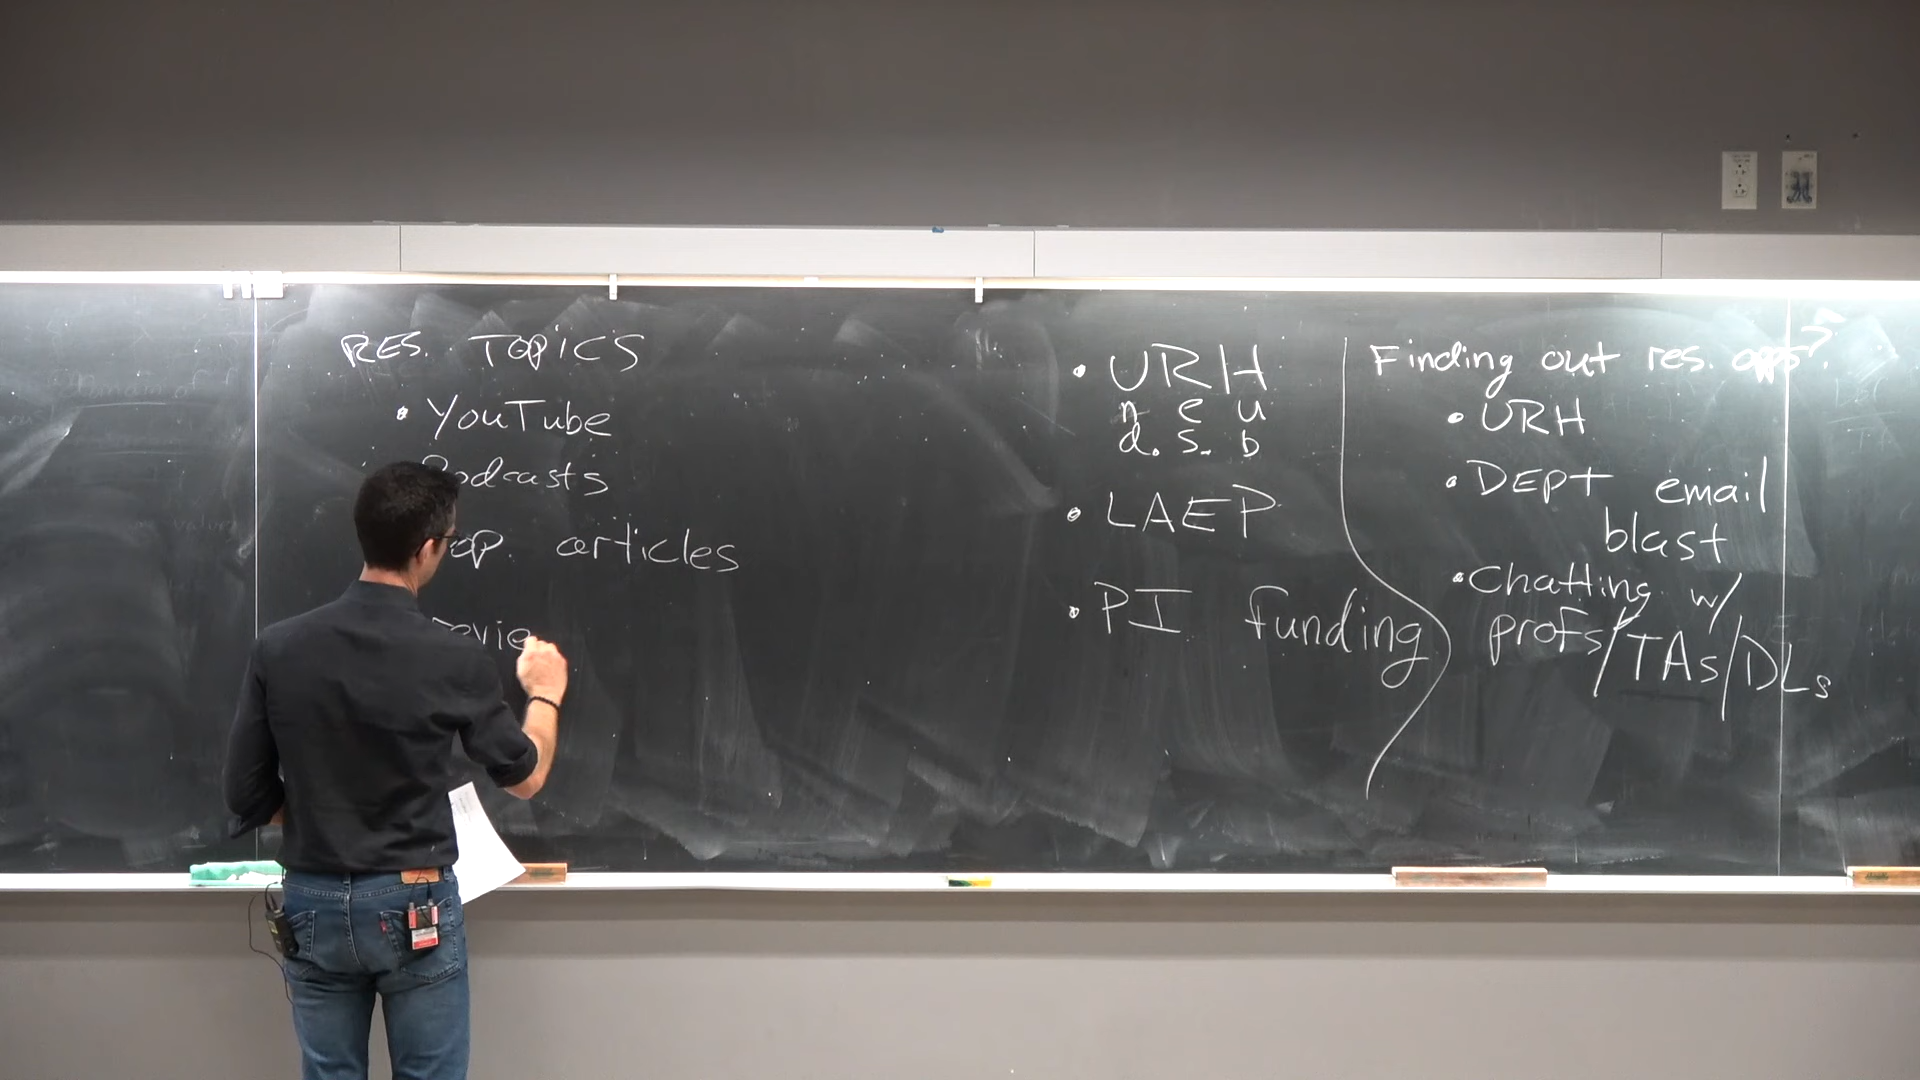 RES. TOPICS
• YouTube
Podcasts
Pop. articles
revie
• URH
n e u
d. s. b
• LAEP
• PI funding
Finding out res. opps?
• URH
• DEPT email
blast
• Chatting w/
profs/TAs/DLs